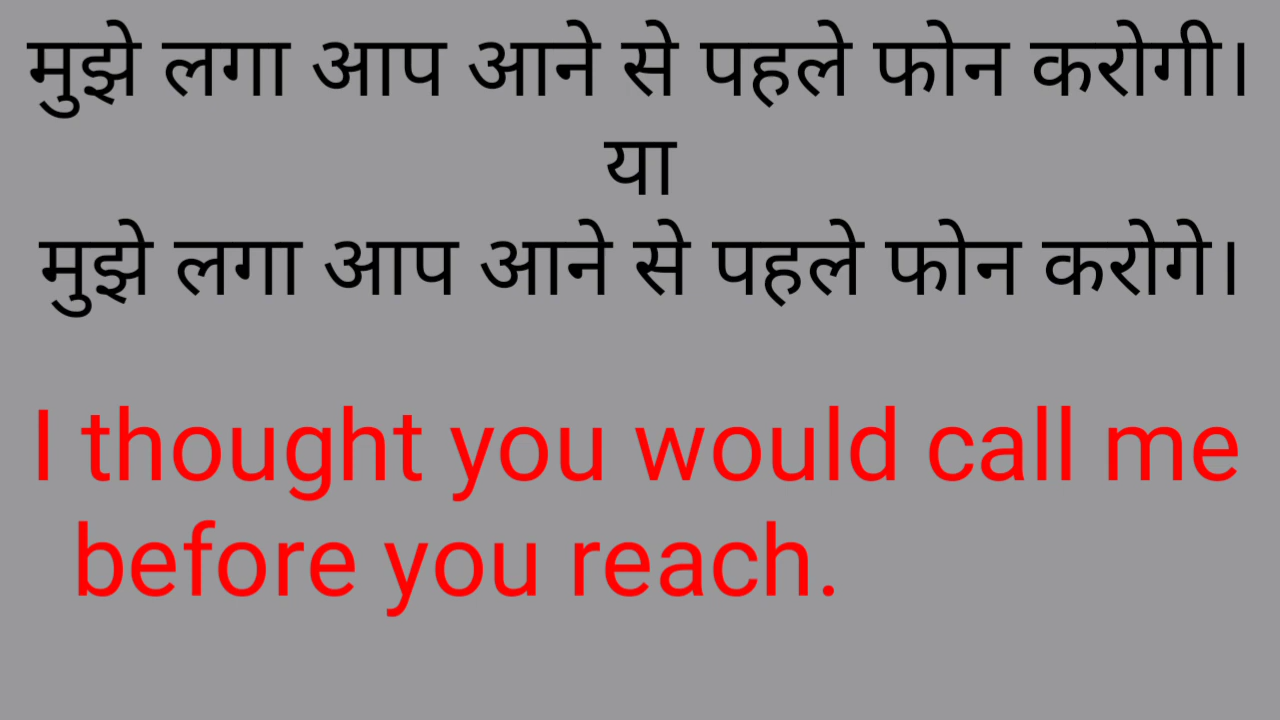 मुझे लगा आप आने से पहले फोन करोगी।
या
मुझे लगा आप आने से पहले फोन करोगे।
I thought you would call me
before you reach.